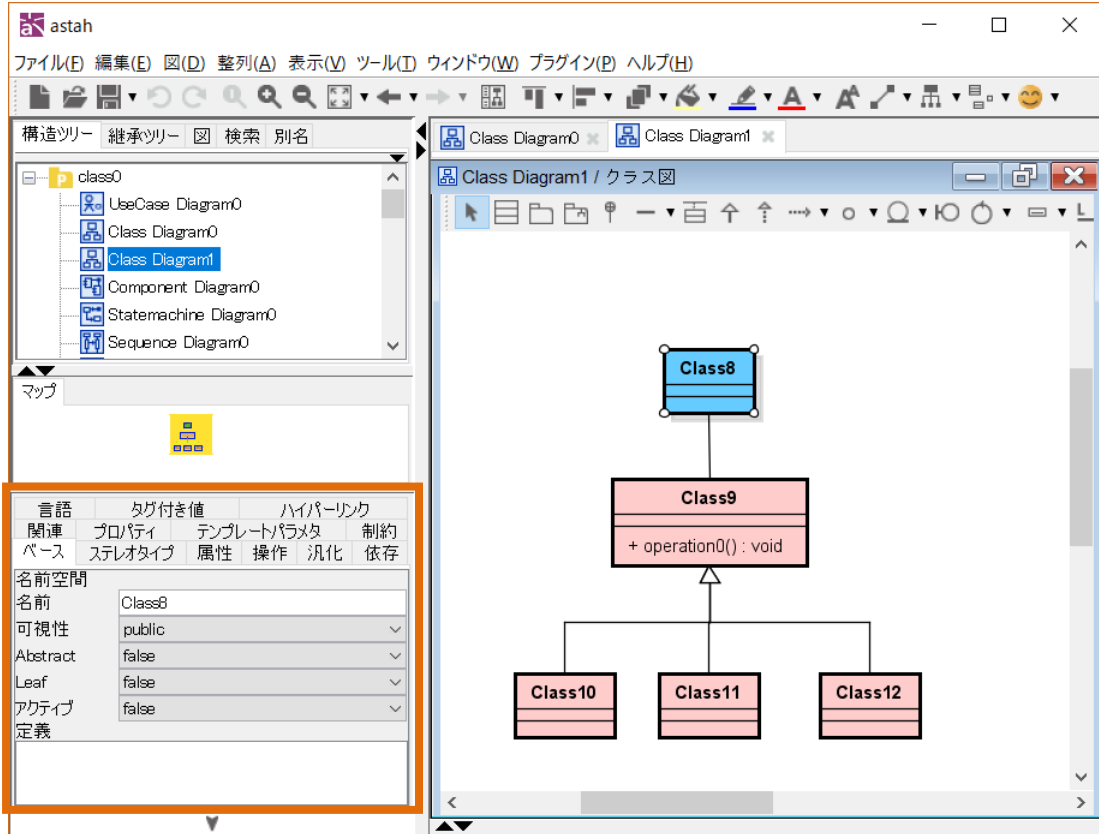 astah
ファイル(F) 編集(E) 図(D) 整列(A) 表示(V) ツール(T) ウィンドウ(W) プラグイン(P) ヘルプ(H)
構造ツリー 継承ツリー 図 検索 別名
class0
UseCase Diagram0
Class Diagram0
Class Diagram1
Component Diagram0
Statemachine Diagram0
Sequence Diagram0
マップ
言語 タグ付き値 ハイパーリンク
関連 プロパティ テンプレートパラメタ 制約
ベース ステレオタイプ 属性 操作 汎化 依存
名前空間
名前 Class8
可視性 public
Abstract false
Leaf false
アクティブ false
定義
Class Diagram0 Class Diagram1
Class Diagram1 / クラス図
Class8
Class9
+ operation0() : void
Class10 Class11 Class12